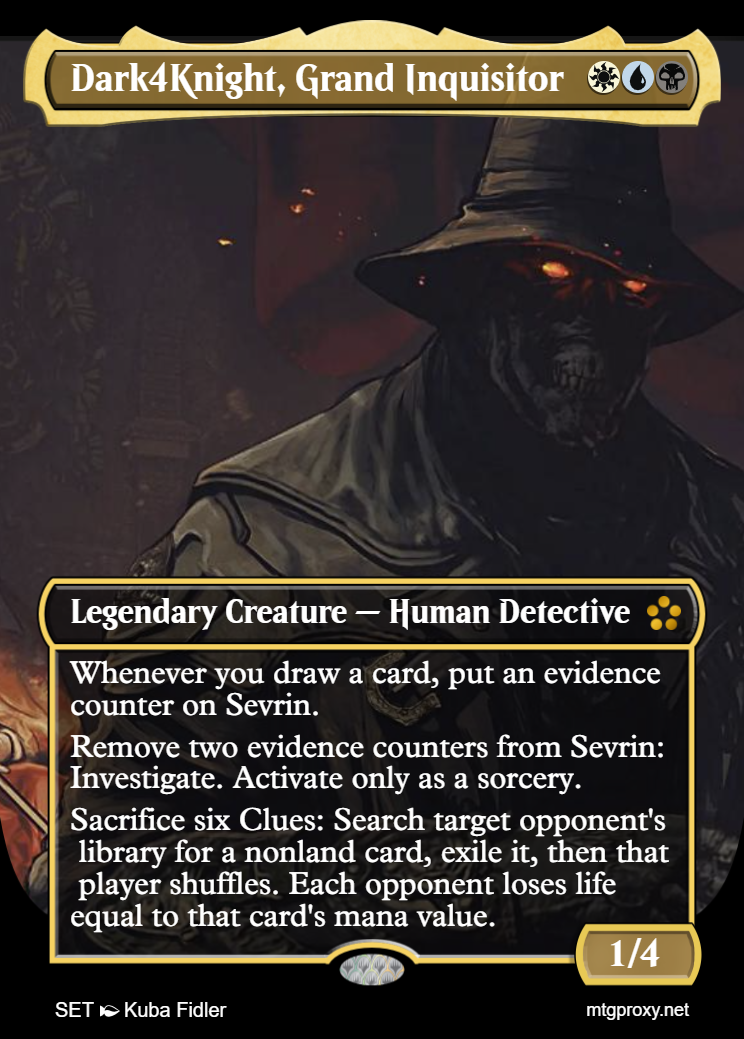 Dark4Knight, Grand Inquisitor
Legendary Creature — Human Detective
Whenever you draw a card, put an evidence
counter on Sevrin.
Remove two evidence counters from Sevrin:
Investigate. Activate only as a sorcery.
Sacrifice six Clues: Search target opponent's
library for a nonland card, exile it, then that
player shuffles. Each opponent loses life
equal to that card's mana value.
1/4
SET Kuba Fidler
mtgproxy.net